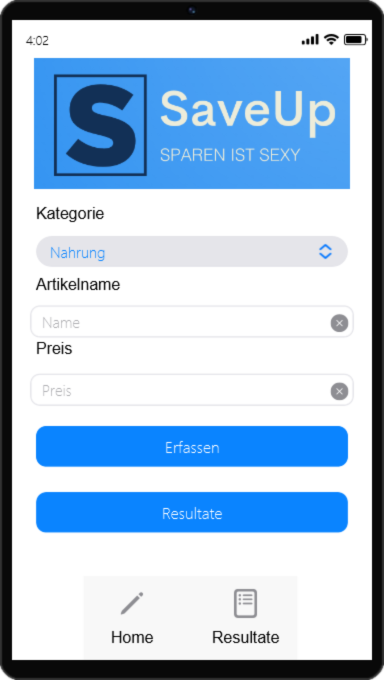 4:02
S
SaveUp
SPAREN IST SEXY
Kategorie
Nahrung
Artikelname
Name
Preis
Preis
Erfassen
Resultate
Home Resultate